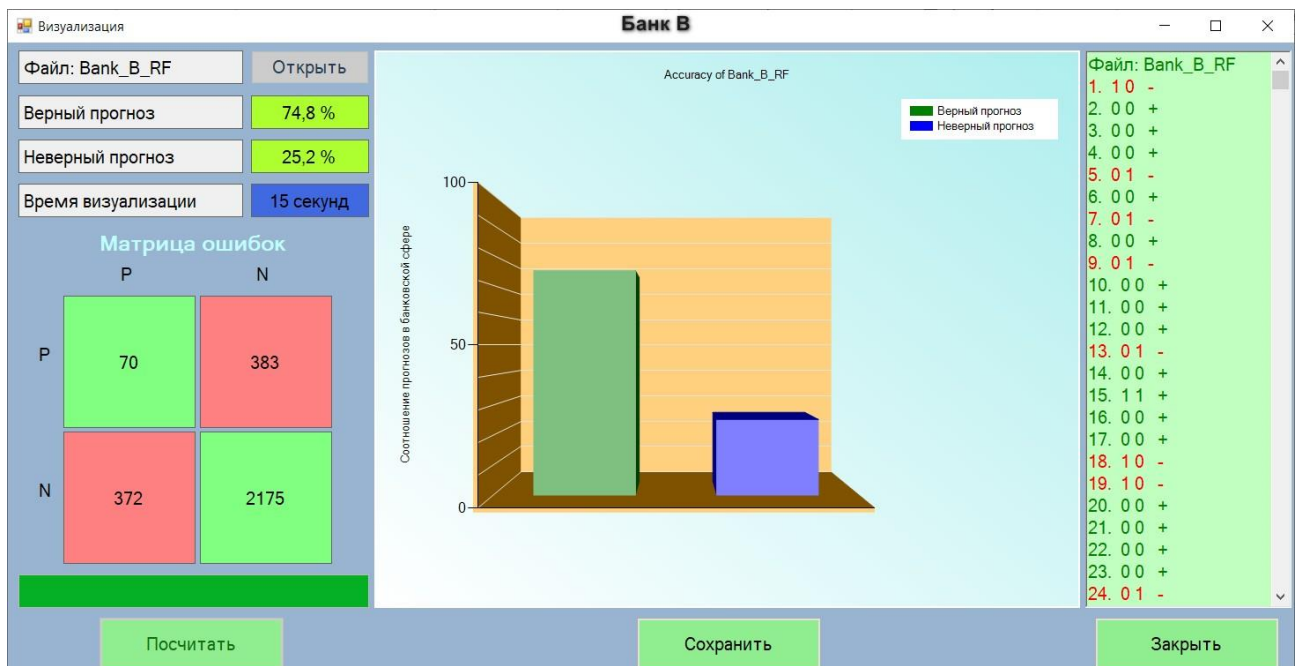 Визуализация
Банк В
Файл: Bank_B_RF
Открыть
Верный прогноз
74,8 %
Неверный прогноз
25,2 %
Время визуализации
15 секунд
Матрица ошибок
P N
P 70 383
N 372 2175
Accuracy of Bank_B_RF
Верный прогноз
Неверный прогноз
Соотношение прогнозов в банковской сфере
100
50
0
Файл: Bank_B_RF
1. 1 0 -
2. 0 0 +
3. 0 0 +
4. 0 0 +
5. 0 1 -
6. 0 0 +
7. 0 1 -
8. 0 0 +
9. 0 1 -
10. 0 0 +
11. 0 0 +
12. 0 0 +
13. 0 1 -
14. 0 0 +
15. 1 1 +
16. 0 0 +
17. 0 0 +
18. 1 0 -
19. 1 0 -
20. 0 0 +
21. 0 0 +
22. 0 0 +
23. 0 0 +
24. 0 1 -
Посчитать
Сохранить
Закрыть